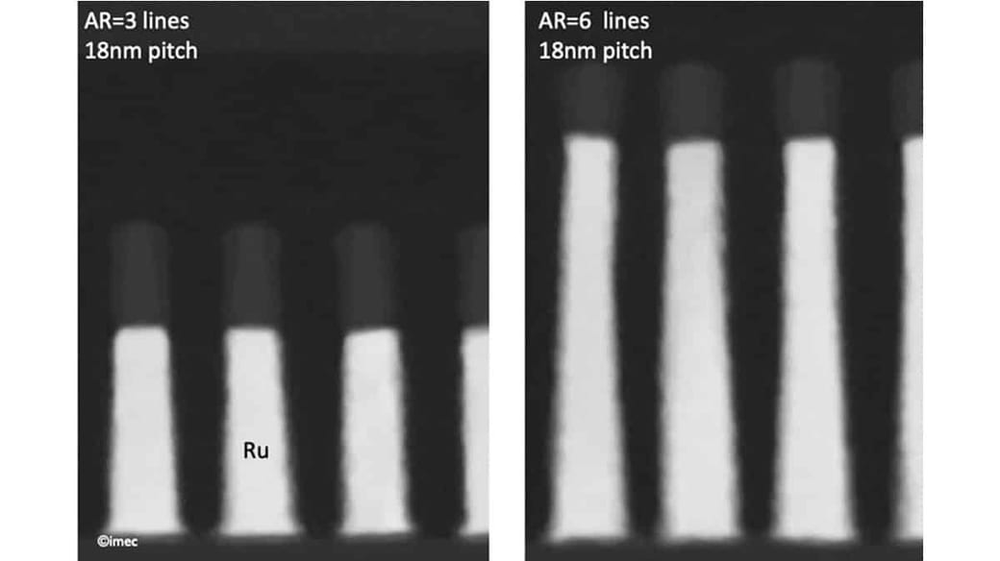 AR=3 lines
18nm pitch
Ru
©imec
AR=6  lines
18nm pitch